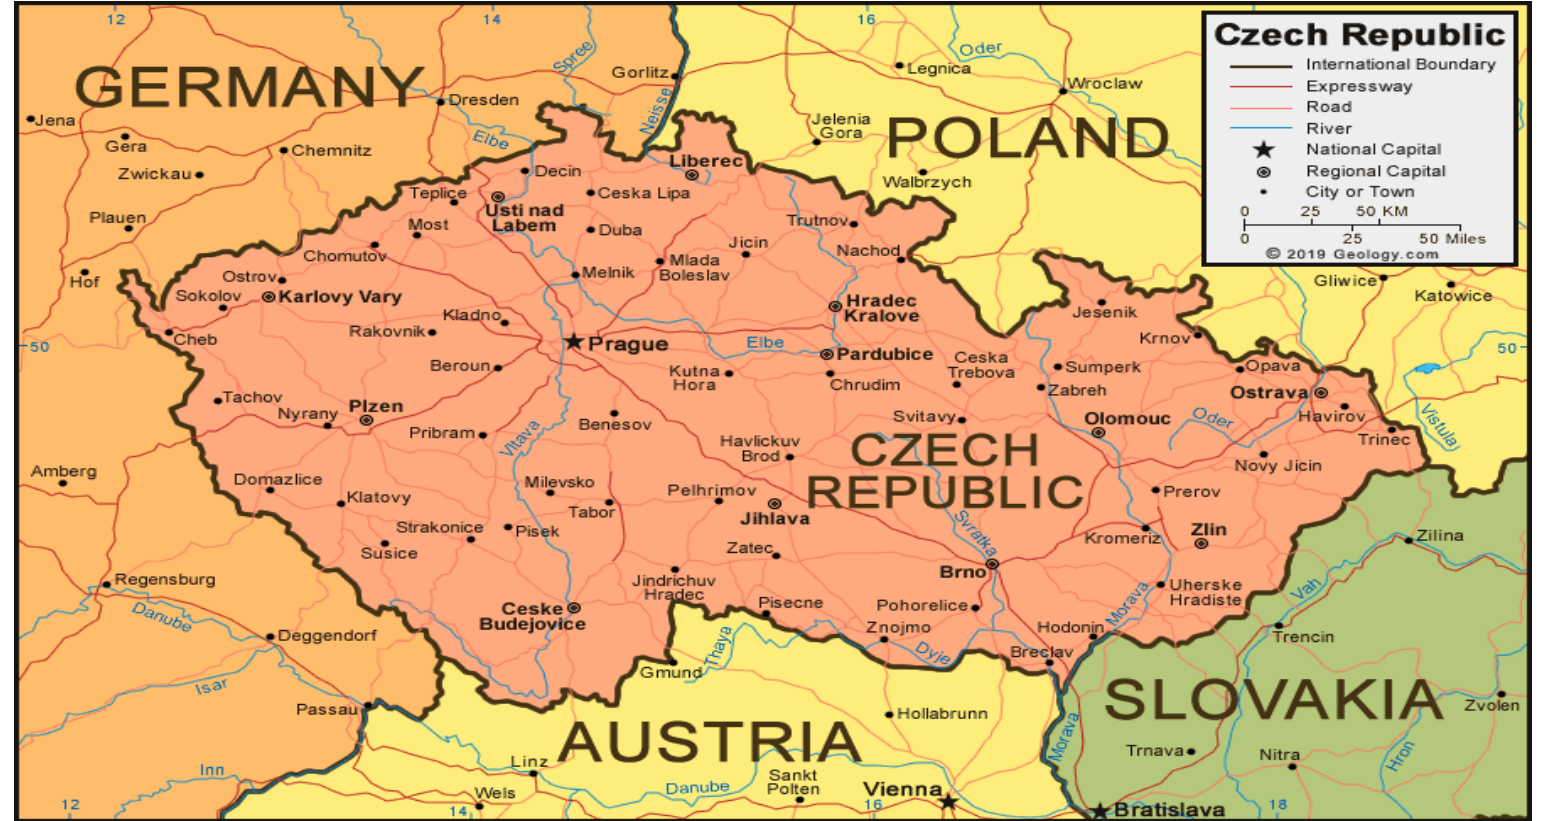 12
14
16
Czech Republic
International Boundary
Expressway
Road
River
National Capital
Regional Capital
City or Town
0 25 50 KM
0 25 50 Miles
© 2019 Geology.com
GERMANY
POLAND
Spree
Gorlitz
Neisse
Oder
Legnica
Wroclaw
Dresden
Elbe
Jena
Gera
Chemnitz
Zwickau
Jelenia
Gora
Walbrzych
Plauen
Hof
Liberec
Decin
Teplice
Ceska Lipa
Usti nad
Labem
Most
Duba
Trutnov
Chomutov
Jicin
Nachod
Ostrov
Melnik
Mlada
Boleslav
Gliwice
Katowice
Sokolov
Karlovy Vary
Hradec
Kralove
Jesenik
Kladno
Rakovnik
Cheb
Prague
Elbe
Krnov
50
50
Pardubice
Beroun
Kutna
Hora
Chrudim
Ceska
Trebova
Sumperk
Opava
Zabreh
Ostrava
Tachov
Plzen
Nyrany
Svitavy
Olomouc
Oder
Havirov
Vistula
Pribram
Vltava
Benesov
Havlickuv
Brod
Trinec
CZECH
REPUBLIC
Novy Jicin
Amberg
Domazlice
Klatovy
Milevsko
Tabor
Pelhrimov
Jihlava
Prerov
Strakonice
Pisek
Susice
Svratka
Kromeriz
Zlin
Zilina
Zatec
Brno
Regensburg
Danube
Jindrichuv
Hradec
Uherske
Hradiste
Vah
Ceske
Budejovice
Pisecne
Pohorelice
Morava
Deggendorf
Znojmo
Hodonin
Trencin
Thaya
Dyje
Breclav
Gmund
Isar
Passau
SLOVAKIA
Hollabrunn
Zvolen
AUSTRIA
Morava
Trnava
Nitra
Hron
Inn
Linz
Danube
Sankt
Polten
Vienna
Wels
12
14
16
18
Bratislava